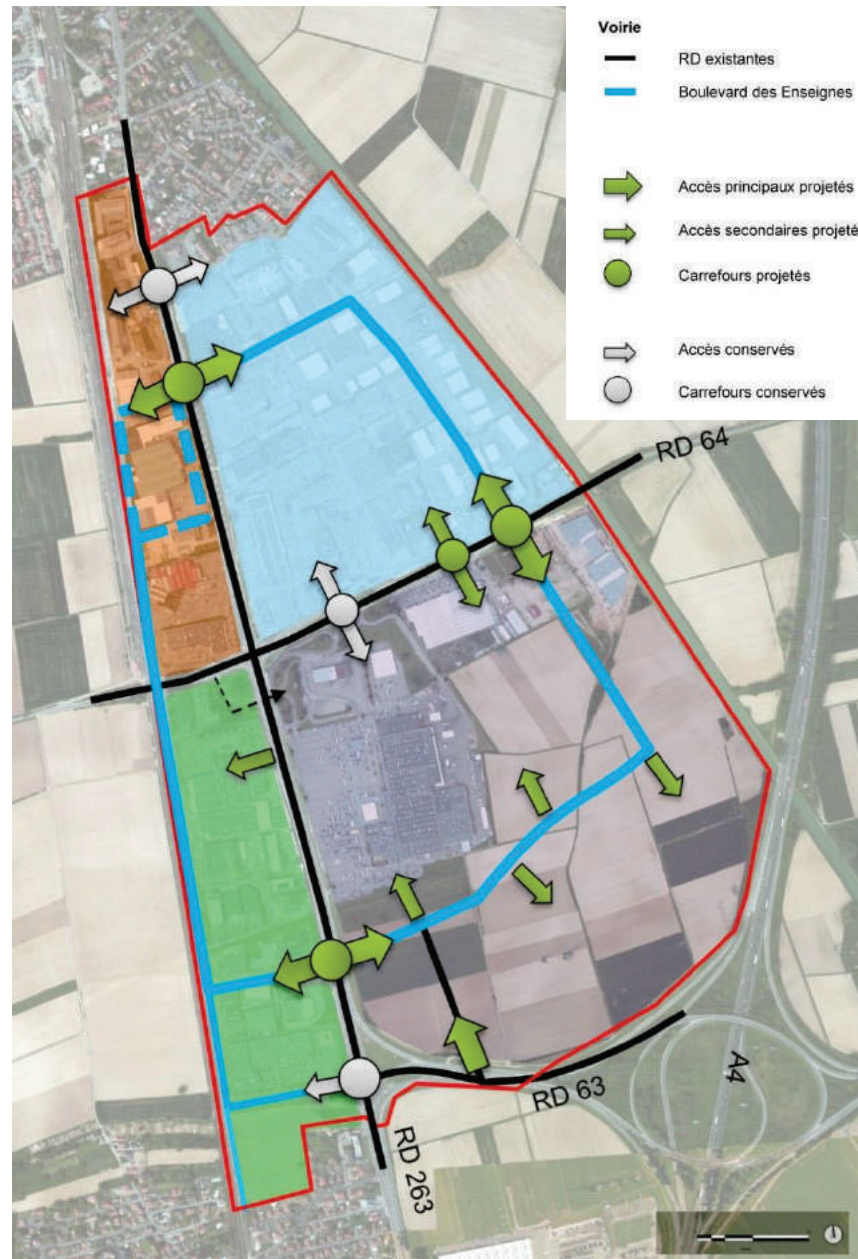 Voirie
RD existantes
Boulevard des Enseignes
Accès principaux projetés
Accès secondaires projeté
Carrefours projetés
Accès conservés
Carrefours conservés
RD 64
A4
RD 63
RD 263